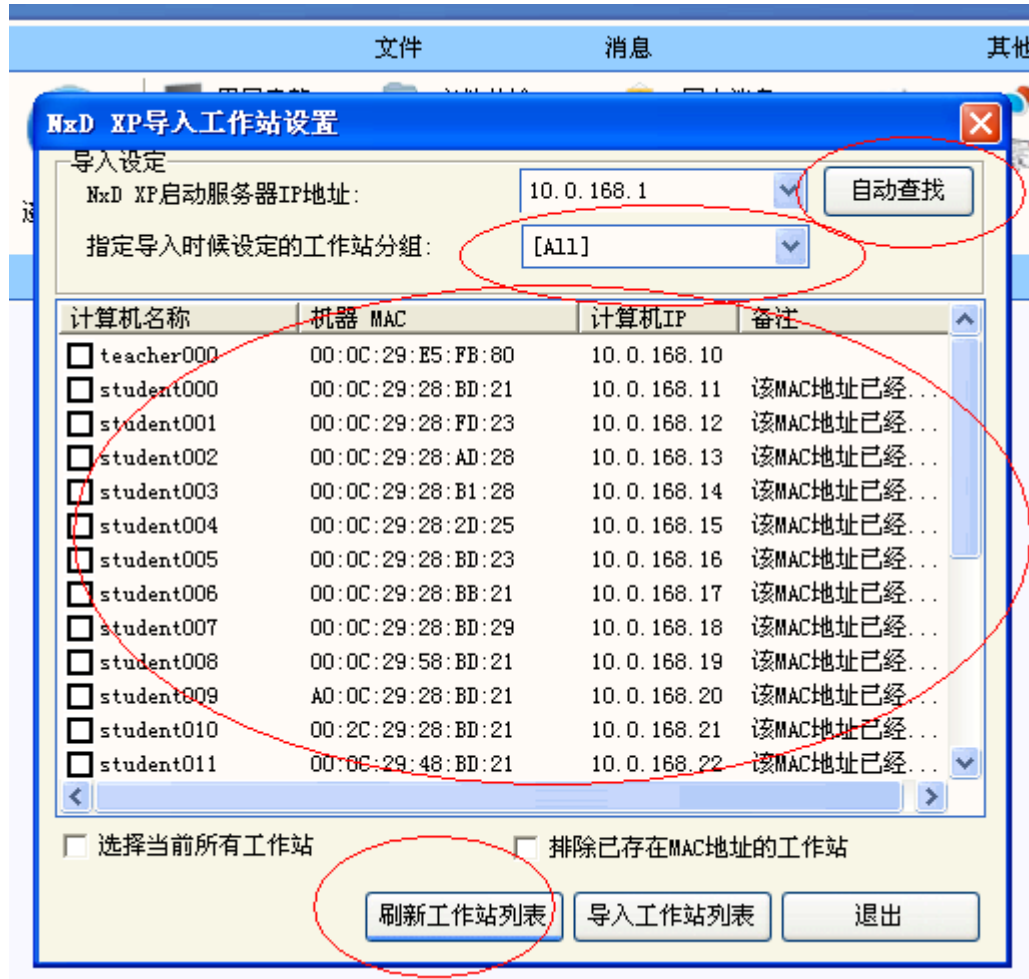 文件 消息 其他
NxD XP导入工作站设置
导入设定
NxD XP启动服务器IP地址: 10.0.168.1 自动查找
指定导入时候设定的工作站分组: [All]
计算机名称 机器 MAC 计算机IP 备注
teacher000 00:0C:29:E5:FB:80 10.0.168.10
student000 00:0C:29:28:BD:21 10.0.168.11 该MAC地址已经...
student001 00:0C:29:28:FD:23 10.0.168.12 该MAC地址已经...
student002 00:0C:29:28:AD:28 10.0.168.13 该MAC地址已经...
student003 00:0C:29:28:B1:28 10.0.168.14 该MAC地址已经...
student004 00:0C:29:28:2D:25 10.0.168.15 该MAC地址已经...
student005 00:0C:29:28:BD:23 10.0.168.16 该MAC地址已经...
student006 00:0C:29:28:BB:21 10.0.168.17 该MAC地址已经...
student007 00:0C:29:28:BD:29 10.0.168.18 该MAC地址已经...
student008 00:0C:29:58:BD:21 10.0.168.19 该MAC地址已经...
student009 A0:0C:29:28:BD:21 10.0.168.20 该MAC地址已经...
student010 00:2C:29:28:BD:21 10.0.168.21 该MAC地址已经...
student011 00:0C:29:48:BD:21 10.0.168.22 该MAC地址已经...
选择当前所有工作站 排除已存在MAC地址的工作站
刷新工作站列表 导入工作站列表 退出